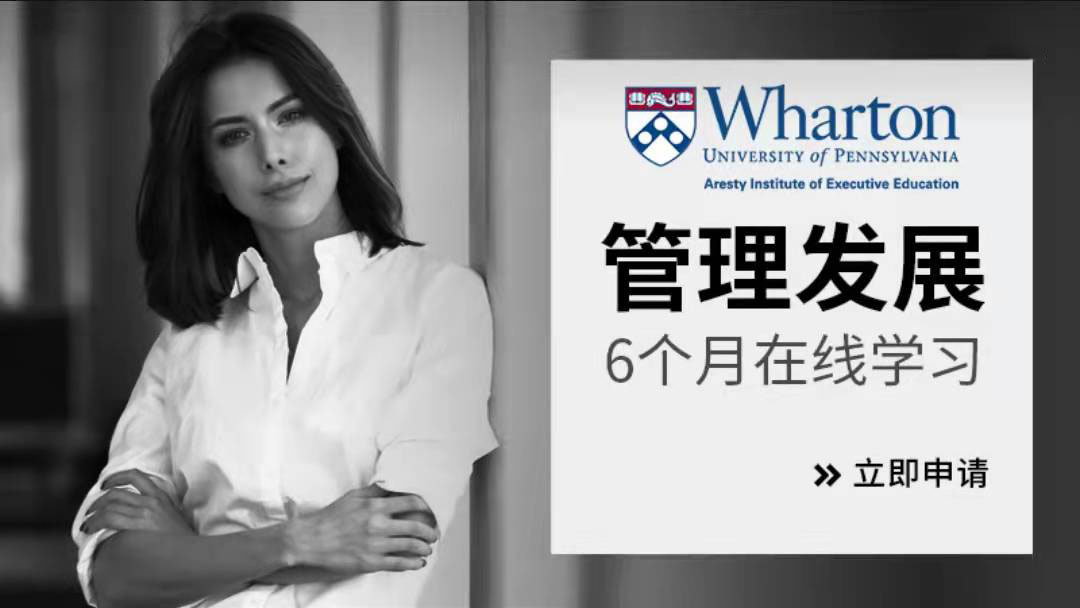 Wharton
UNIVERSITY of PENNSYLVANIA
Aresty Institute of Executive Education
管理发展
6个月在线学习
» 立即申请